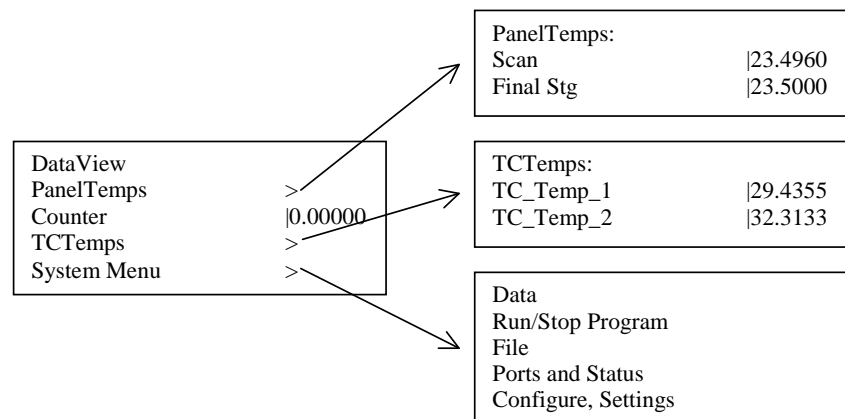 PanelTemps:
Scan |23.4960
Final Stg |23.5000
DataView
PanelTemps >
Counter |0.00000
TCTemps >
System Menu >
TCTemps:
TC_Temp_1 |29.4355
TC_Temp_2 |32.3133
Data
Run/Stop Program
File
Ports and Status
Configure, Settings